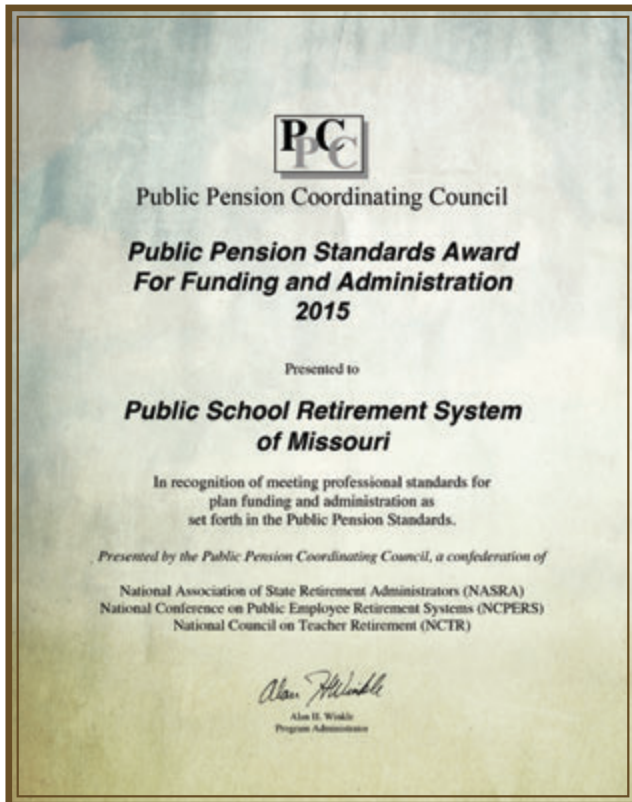 PPCC
Public Pension Coordinating Council
Public Pension Standards Award
For Funding and Administration
2015
Presented to
Public School Retirement System
of Missouri
In recognition of meeting professional standards for
plan funding and administration as
set forth in the Public Pension Standards.
Presented by the Public Pension Coordinating Council, a confederation of
National Association of State Retirement Administrators (NASRA)
National Conference on Public Employee Retirement Systems (NCPERS)
National Council on Teacher Retirement (NCTR)
Alan H Winkle
Alan H. Winkle
Program Administrator